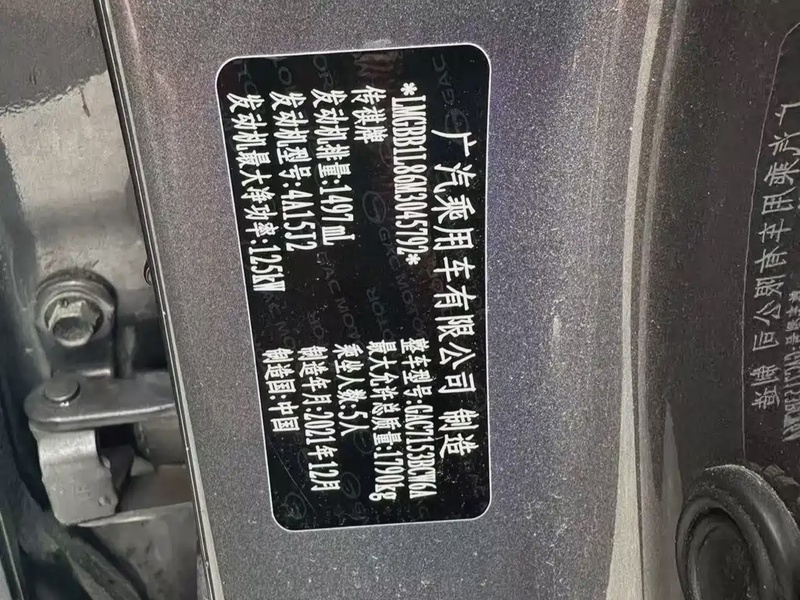 广汽乘用车有限公司 制造
*LMGBB1L86M3045792*
传祺牌 整车型号:GAC7153BCW6A
发动机排量:1497mL 最大允许总质量:1790kg
发动机型号:4A15J2 乘坐人数:5人
发动机最大净功率:125kW 制造年月:2021年12月
制造国:中国